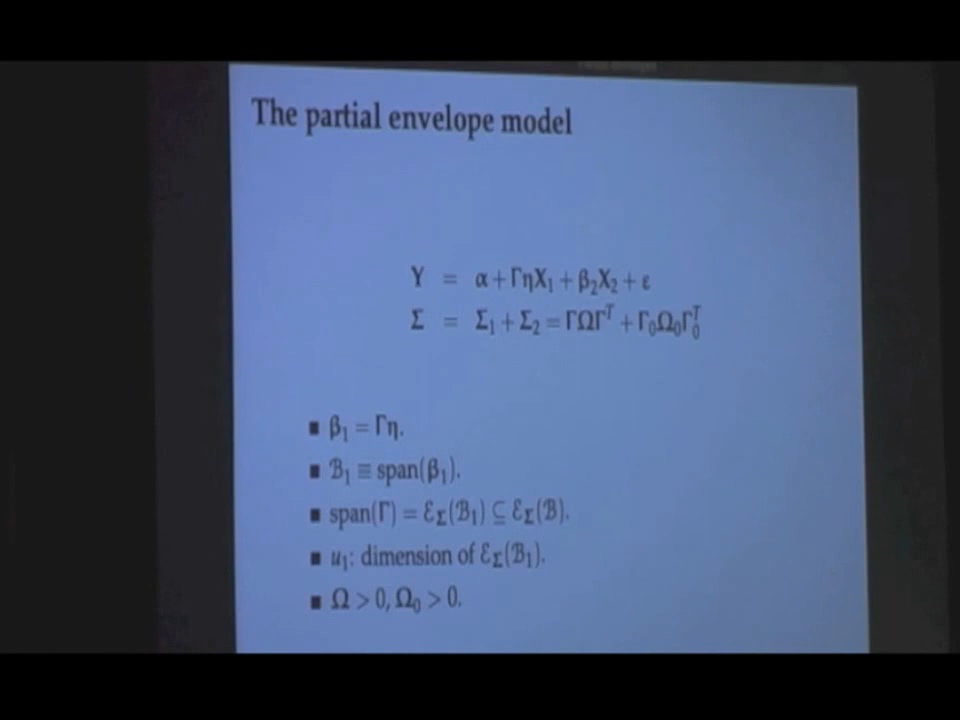 The partial envelope model
Υ = α + ΓηX₁ + β₂X₂ + ε
Σ = Σ₁ + Σ₂ = ΓΩΓᵀ + Γ₀Ω₀Γ₀ᵀ
■ β₁ = Γη.
■ ℬ₁ ≡ span(β₁).
■ span(Γ) = ℰ_Σ(ℬ₁) ⊆ ℰ_Σ(ℬ).
■ u₁: dimension of ℰ_Σ(ℬ₁).
■ Ω > 0, Ω₀ > 0.